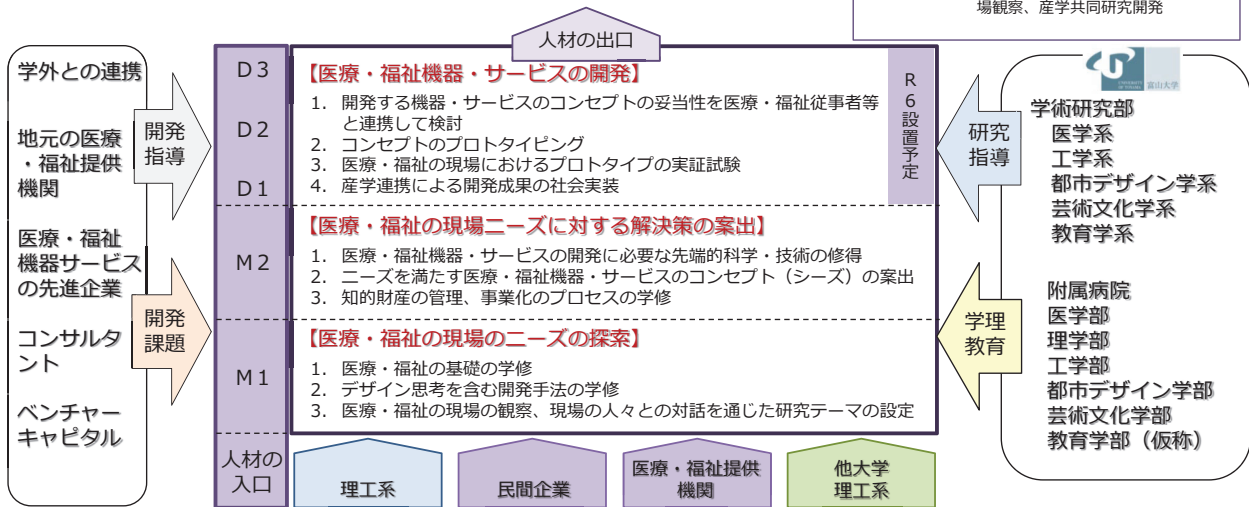 場観察、産学共同研究開発
人材の出口
学外との連携
地元の医療
・福祉提供
機関
医療・福祉
機器サービス
の先進企業
コンサルタ
ント
ベンチャー
キャピタル
開発
指導
開発
課題
D3
D2
D1
M2
M1
人材の
入口
【医療・福祉機器・サービスの開発】
1. 開発する機器・サービスのコンセプトの妥当性を医療・福祉従事者等
と連携して検討
2. コンセプトのプロトタイピング
3. 医療・福祉の現場におけるプロトタイプの実証試験
4. 産学連携による開発成果の社会実装
R6設置予定
【医療・福祉の現場ニーズに対する解決策の案出】
1. 医療・福祉機器・サービスの開発に必要な先端的科学・技術の修得
2. ニーズを満たす医療・福祉機器・サービスのコンセプト（シーズ）の案出
3. 知的財産の管理、事業化のプロセスの学修
【医療・福祉の現場のニーズの探索】
1. 医療・福祉の基礎の学修
2. デザイン思考を含む開発手法の学修
3. 医療・福祉の現場の観察、現場の人々との対話を通じた研究テーマの設定
理工系
民間企業
医療・福祉提供
機関
他大学
理工系
研究
指導
学理
教育
富山大学
学術研究部
医学系
工学系
都市デザイン学系
芸術文化学系
教育学系
附属病院
医学部
理学部
工学部
都市デザイン学部
芸術文化学部
教育学部（仮称）